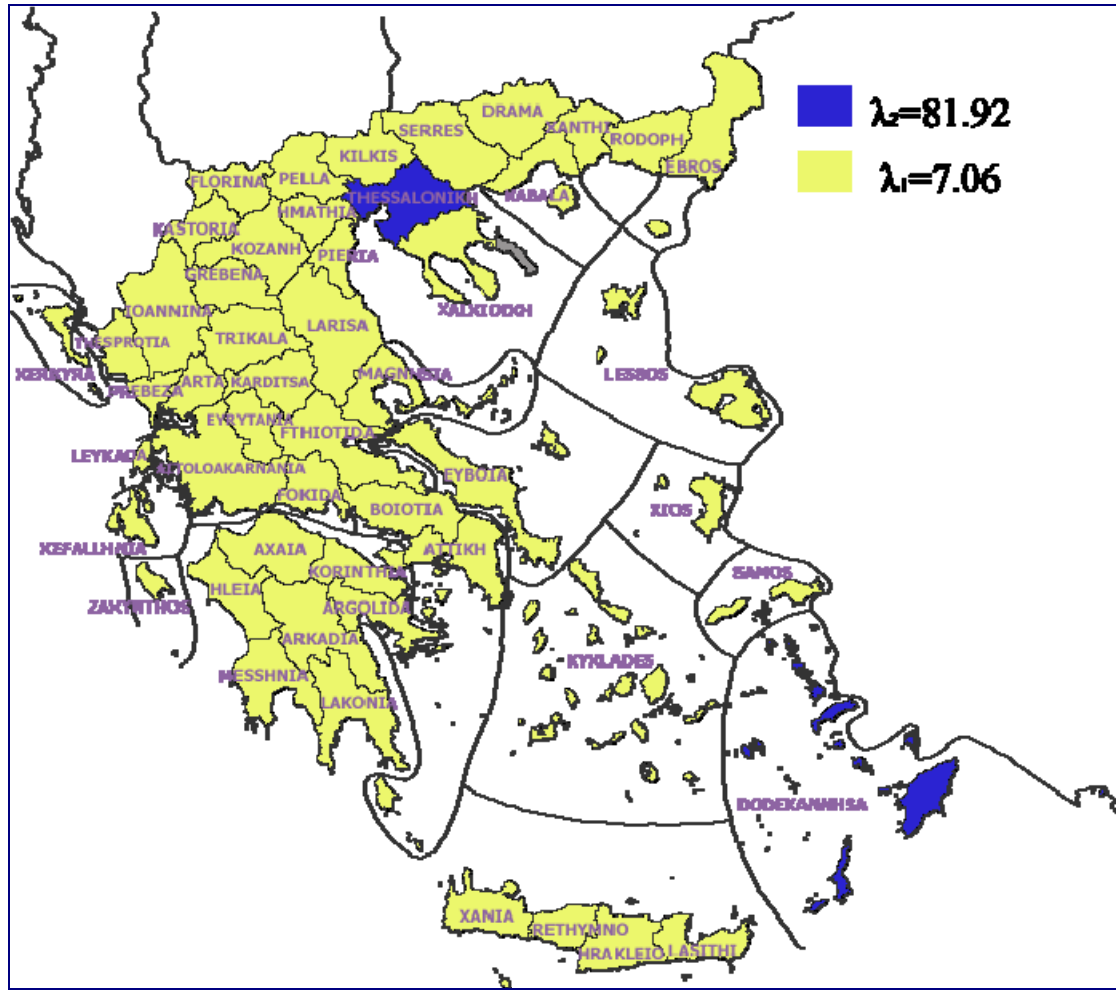 λ₂=81.92
λ₁=7.06
DRAMA
SERRES
XANTHI
RODOPH
EBROS
KILKIS
PELLA
FLORINA
THESSALONIKH
KABALA
HMATHIA
KASTORIA
KOZANH
PIERIA
GREBENA
XALKIDIKH
IOANNINA
LARISA
THESPROTIA
TRIKALA
KERKYRA
MAGNHSIA
LESBOS
PREBEZA
ARTA
KARDITSA
EYRYTANIA
FTHIOTIDA
LEYKADA
AITOLOAKARNANIA
EYBOIA
FOKIDA
BOIOTIA
XIOS
KEFALLHNIA
AXAIA
ATTIKH
KORINTHIA
SAMOS
HLEIA
ZAKYNTHOS
ARGOLIDA
ARKADIA
KYKLADES
MESSHNIA
LAKONIA
DODEKANNHSA
XANIA
RETHYMNO
HRAKLEIO
LASITHI